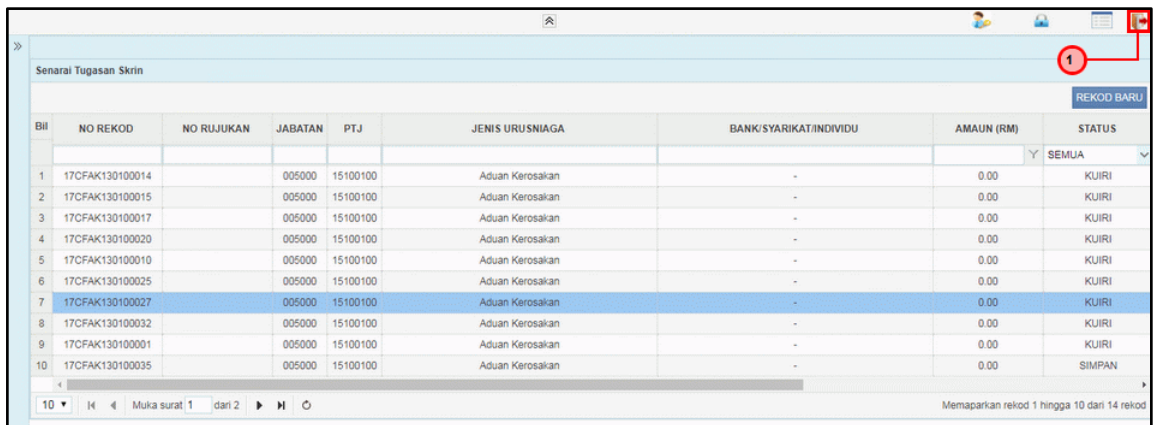 1
Senarai Tugasan Skrin
REKOD BARU
Bil NO REKOD NO RUJUKAN JABATAN PTJ JENIS URUSNIAGA BANK/SYARIKAT/INDIVIDU AMAUN (RM) STATUS
SEMUA
1 17CFAK130100014 005000 15100100 Aduan Kerosakan - 0.00 KUIRI
2 17CFAK130100015 005000 15100100 Aduan Kerosakan - 0.00 KUIRI
3 17CFAK130100017 005000 15100100 Aduan Kerosakan - 0.00 KUIRI
4 17CFAK130100020 005000 15100100 Aduan Kerosakan - 0.00 KUIRI
5 17CFAK130100010 005000 15100100 Aduan Kerosakan - 0.00 KUIRI
6 17CFAK130100025 005000 15100100 Aduan Kerosakan - 0.00 KUIRI
7 17CFAK130100027 005000 15100100 Aduan Kerosakan - 0.00 KUIRI
8 17CFAK130100032 005000 15100100 Aduan Kerosakan - 0.00 KUIRI
9 17CFAK130100001 005000 15100100 Aduan Kerosakan - 0.00 KUIRI
10 17CFAK130100035 005000 15100100 Aduan Kerosakan - 0.00 SIMPAN
10 Muka surat 1 dari 2 Memaparkan rekod 1 hingga 10 dari 14 rekod